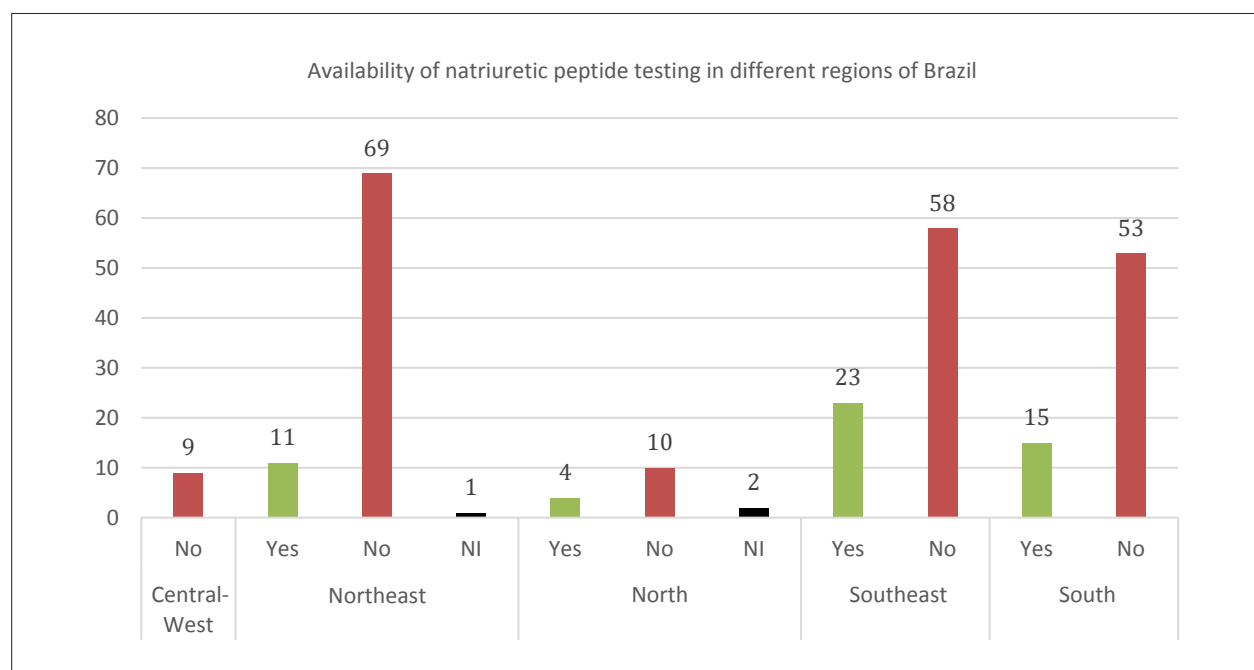 Availability of natriuretic peptide testing in different regions of Brazil
80
70
60
50
40
30
20
10
0
9
11
69
1
4
10
2
23
58
15
53
No
Yes
No
NI
Yes
No
NI
Yes
No
Yes
No
Central-
West
Northeast
North
Southeast
South